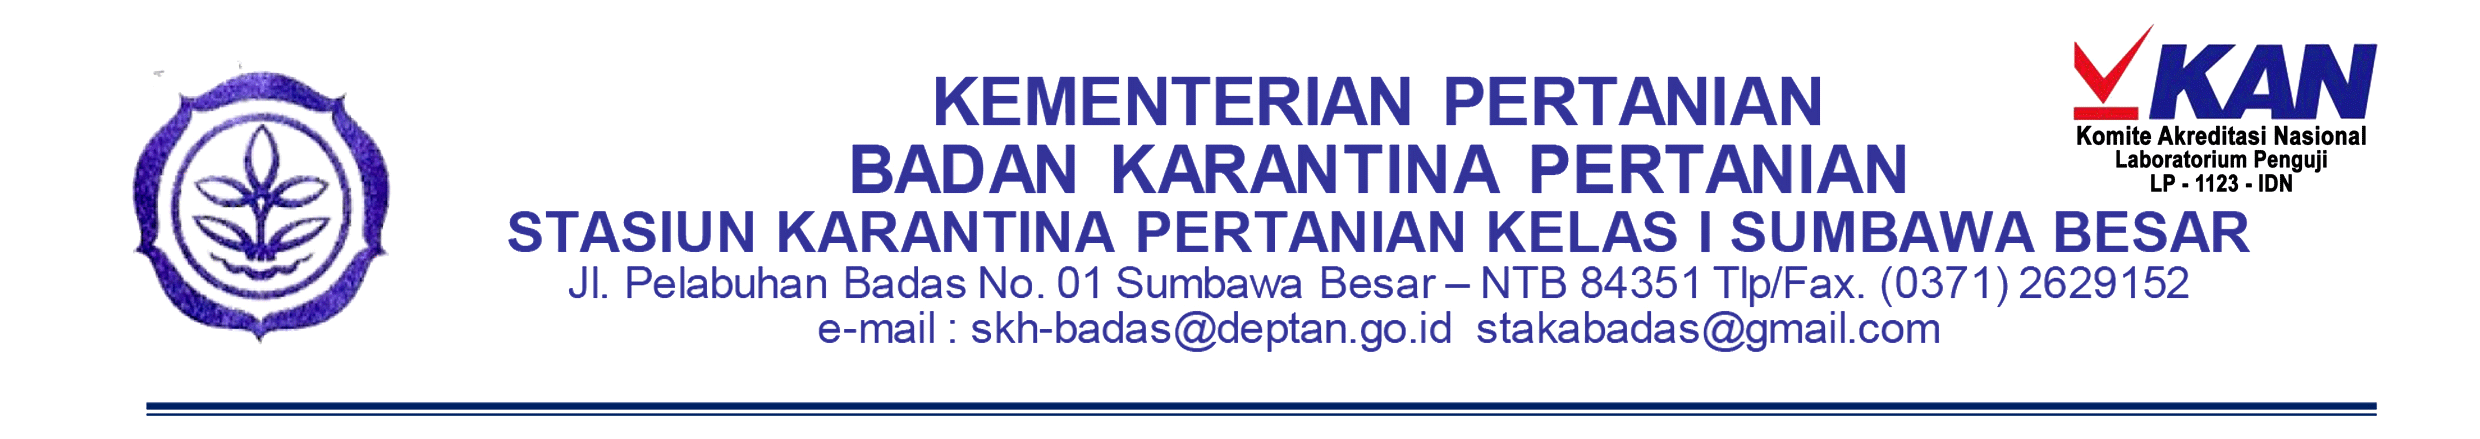 KEMENTERIAN PERTANIAN
BADAN KARANTINA PERTANIAN
STASIUN KARANTINA PERTANIAN KELAS I SUMBAWA BESAR
Jl. Pelabuhan Badas No. 01 Sumbawa Besar – NTB 84351 Tlp/Fax. (0371) 2629152
e-mail : skh-badas@deptan.go.id stakabadas@gmail.com
KAN
Komite Akreditasi Nasional
Laboratorium Penguji
LP - 1123 - IDN